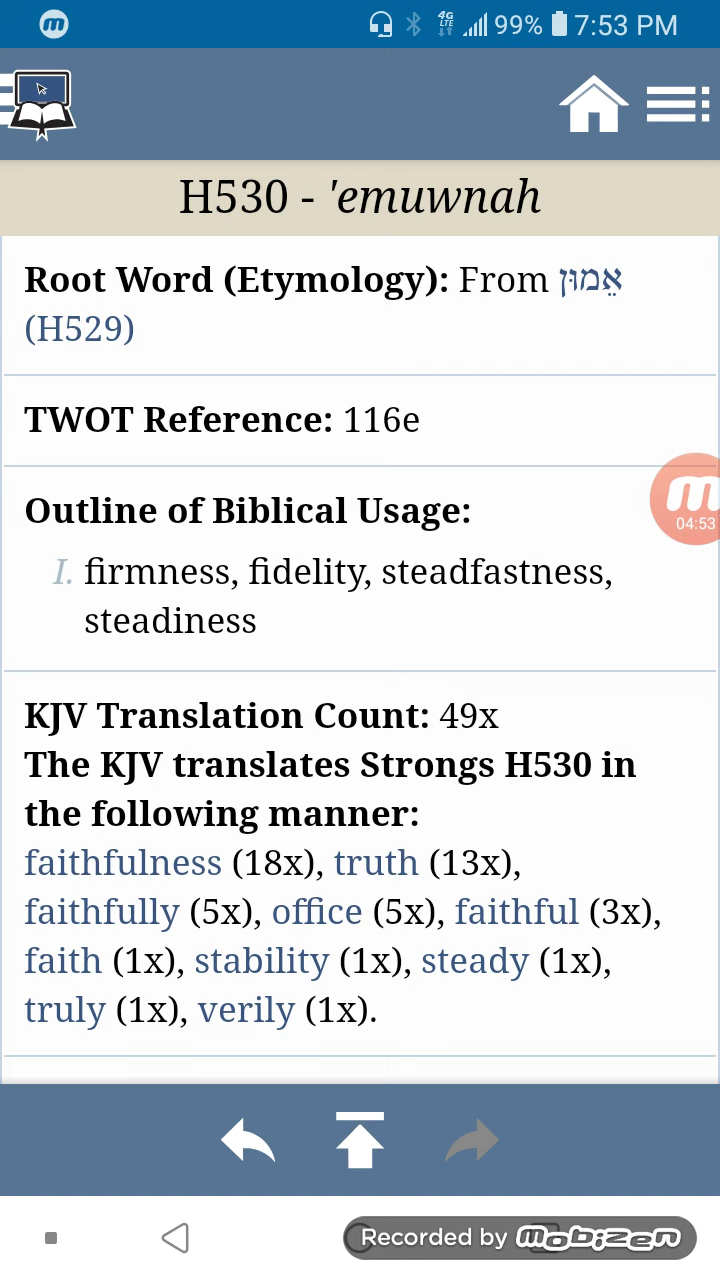 4G LTE 99% 7:53 PM
H530 - 'emuwnah
Root Word (Etymology): From אֵמוּן
(H529)
TWOT Reference: 116e
Outline of Biblical Usage:
m
04:53
I. firmness, fidelity, steadfastness,
steadiness
KJV Translation Count: 49x
The KJV translates Strongs H530 in
the following manner:
faithfulness (18x), truth (13x),
faithfully (5x), office (5x), faithful (3x),
faith (1x), stability (1x), steady (1x),
truly (1x), verily (1x).
Recorded by mobizen